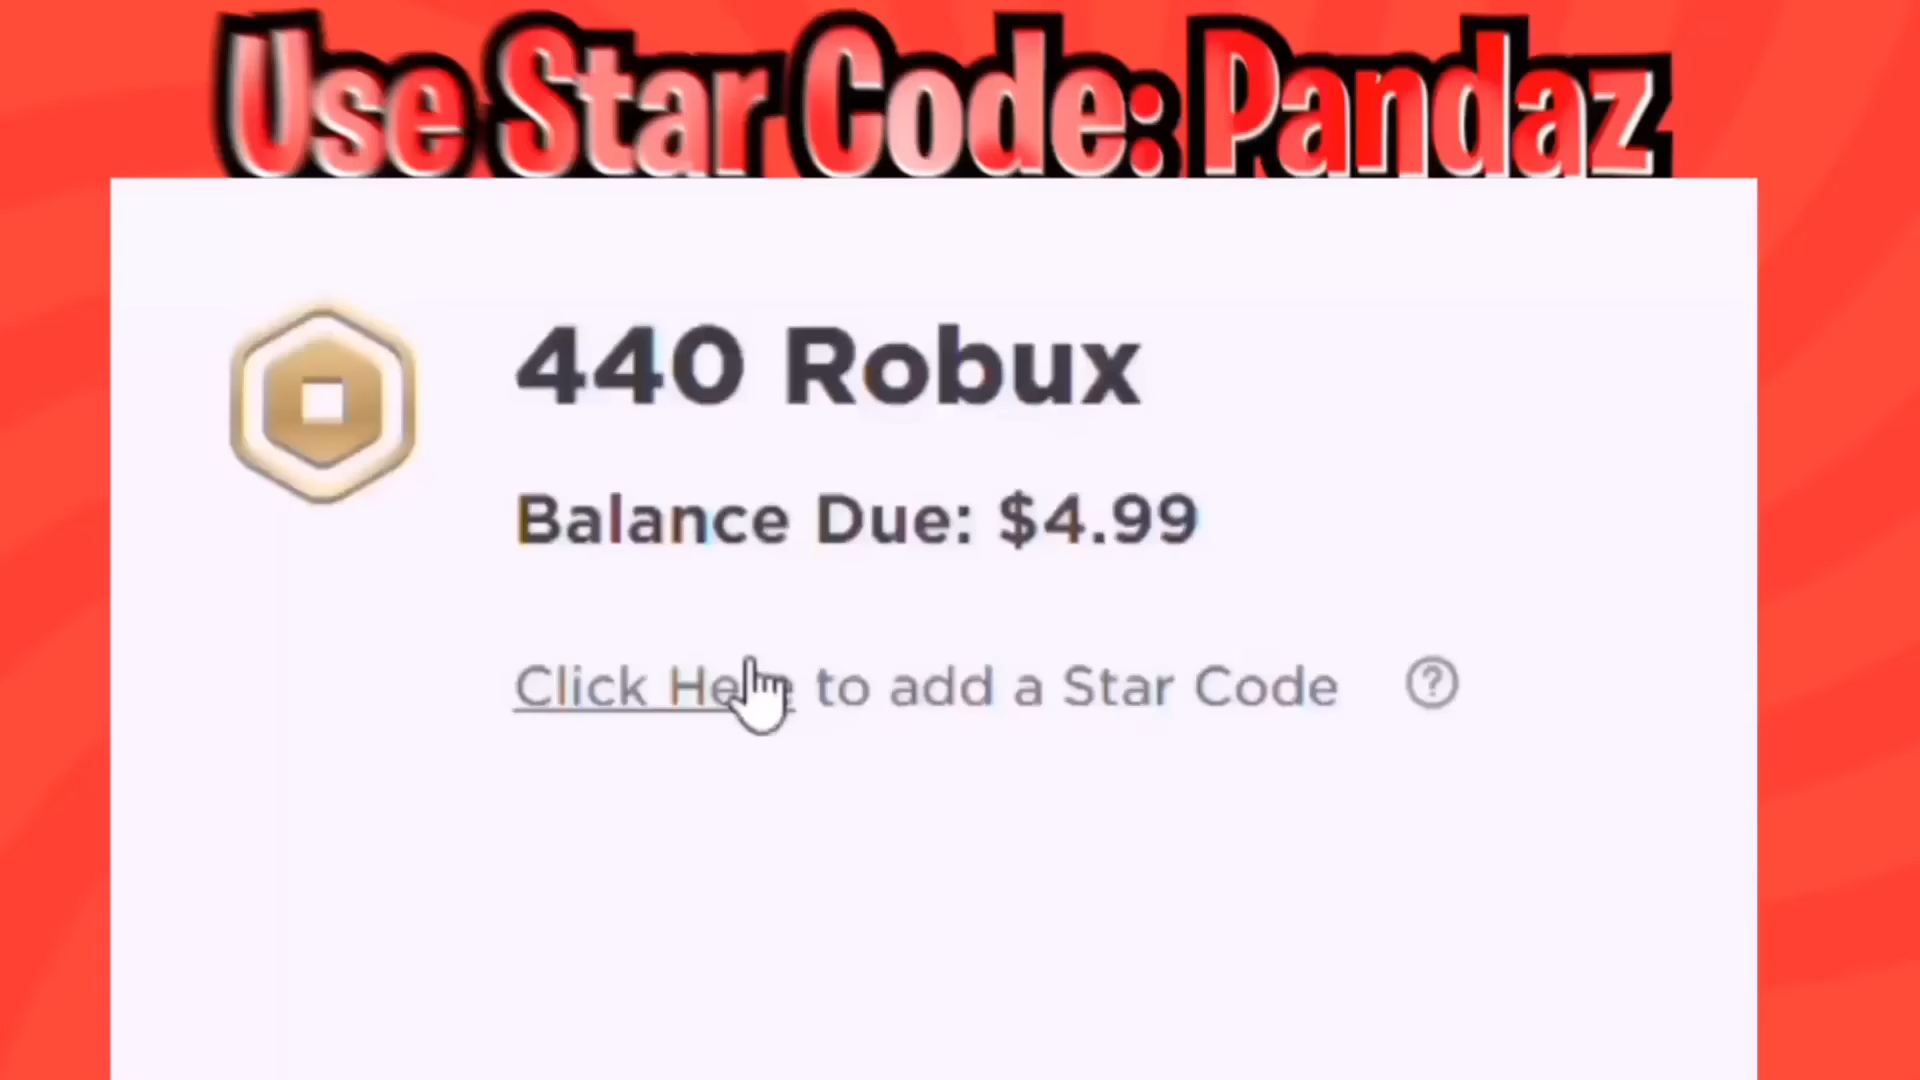 Use Star Code: Pandaz
440 Robux
Balance Due: $4.99
Click Here to add a Star Code ?